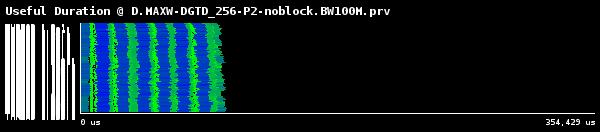 Useful Duration @ D.MAXW-DGTD_256-P2-noblock.BW100M.prv
0 us
354,429 us